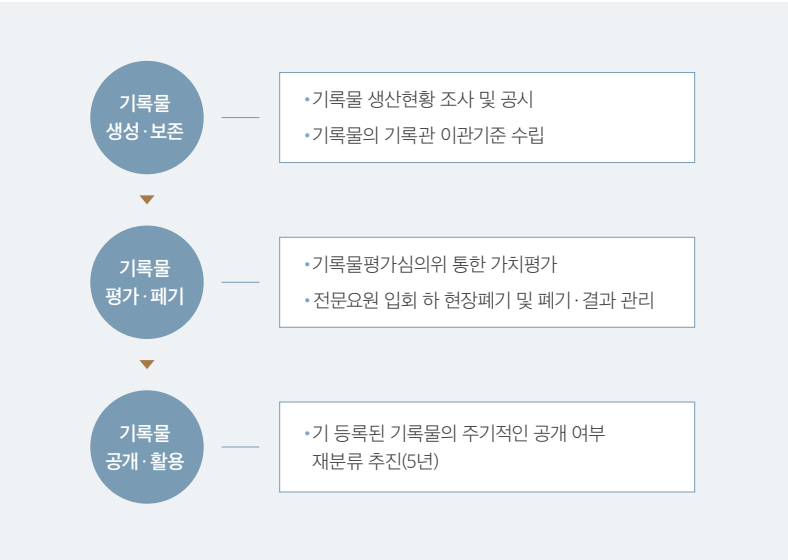 기록물
생성·보존
•기록물 생산현황 조사 및 공시
•기록물의 기록관 이관기준 수립
기록물
평가·폐기
•기록물평가심의위 통한 가치평가
•전문요원 입회 하 현장폐기 및 폐기·결과 관리
기록물
공개·활용
•기 등록된 기록물의 주기적인 공개 여부
재분류 추진(5년)